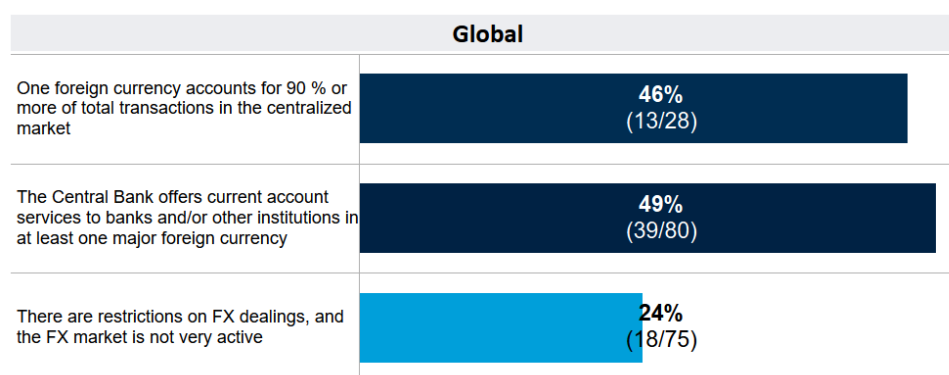 Global
One foreign currency accounts for 90 % or
more of total transactions in the centralized
market
46%
(13/28)
The Central Bank offers current account
services to banks and/or other institutions in
at least one major foreign currency
49%
(39/80)
There are restrictions on FX dealings, and
the FX market is not very active
24%
(18/75)